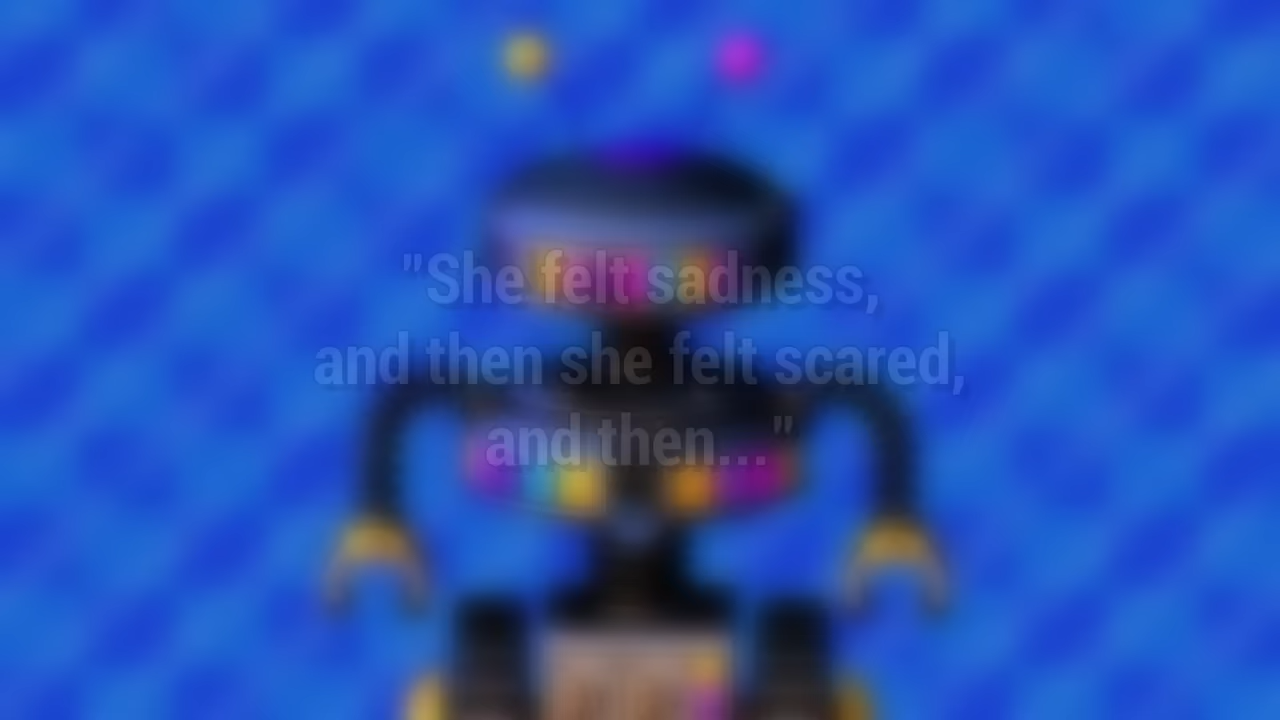 "She felt sadness,
and then she felt scared,
and then..."